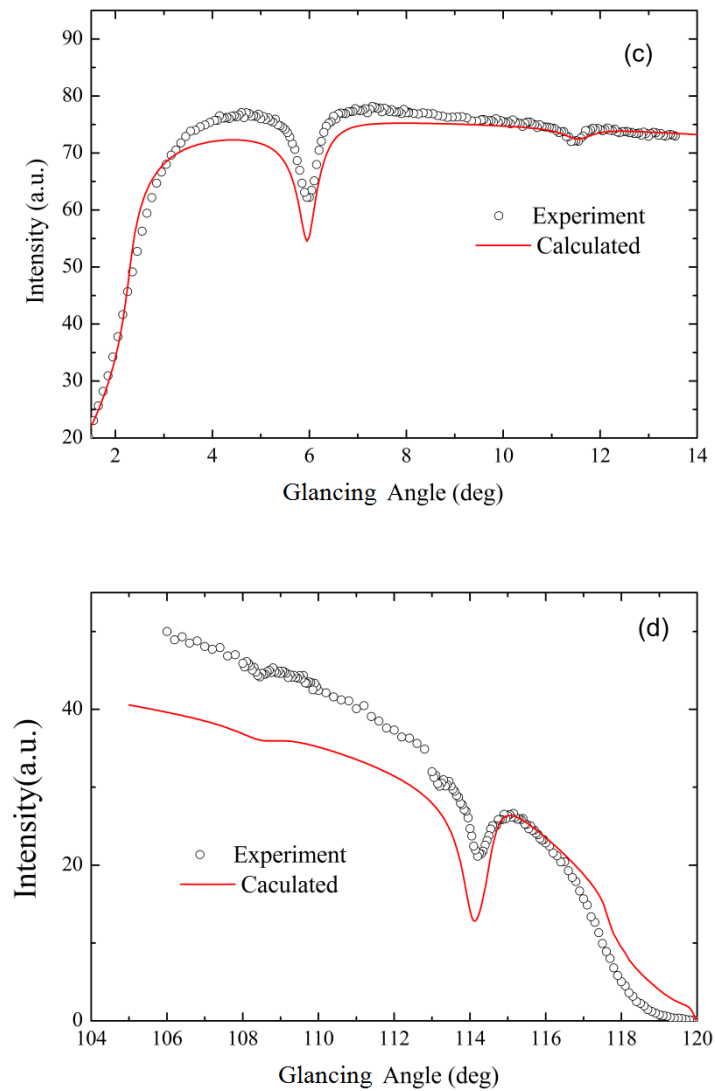 (c)
90
80
70
60
50
40
30
20
Intensity (a.u.)
Experiment
Calculated
2 4 6 8 10 12 14
Glancing Angle (deg)
(d)
40
20
0
Intensity(a.u.)
Experiment
Caculated
104 106 108 110 112 114 116 118 120
Glancing Angle (deg)